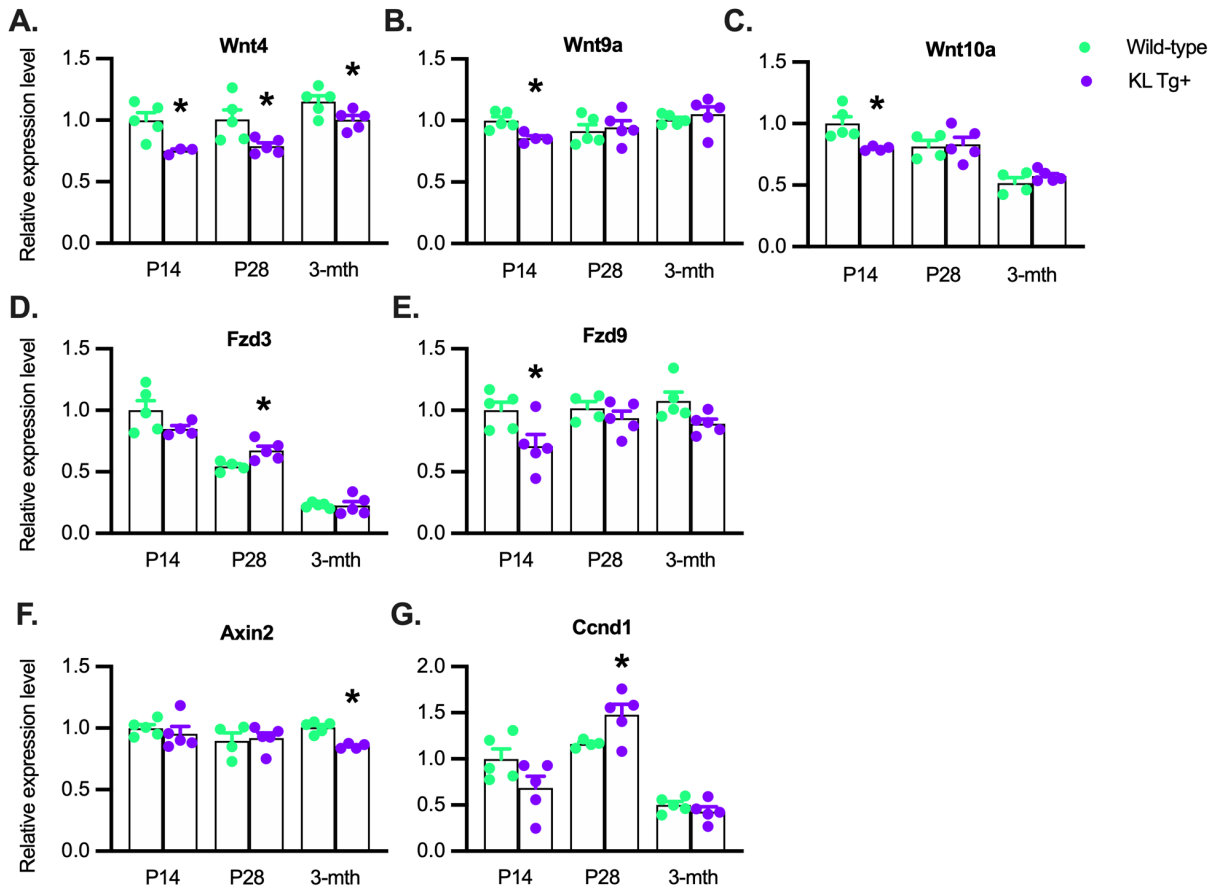 A.
Wnt4
B.
Wnt9a
C.
Wnt10a
Wild-type
KL Tg+
Relative expression level
1.5
1.0
0.5
0.0
* * *
P14 P28 3-mth
1.5
1.0
0.5
0.0
*
P14 P28 3-mth
1.5
1.0
0.5
0.0
*
P14 P28 3-mth
D.
Fzd3
E.
Fzd9
Relative expression level
1.5
1.0
0.5
0.0
*
P14 P28 3-mth
1.5
1.0
0.5
0.0
*
P14 P28 3-mth
F.
Axin2
G.
Ccnd1
Relative expression level
1.5
1.0
0.5
0.0
*
P14 P28 3-mth
2.0
1.5
1.0
0.5
0.0
*
P14 P28 3-mth